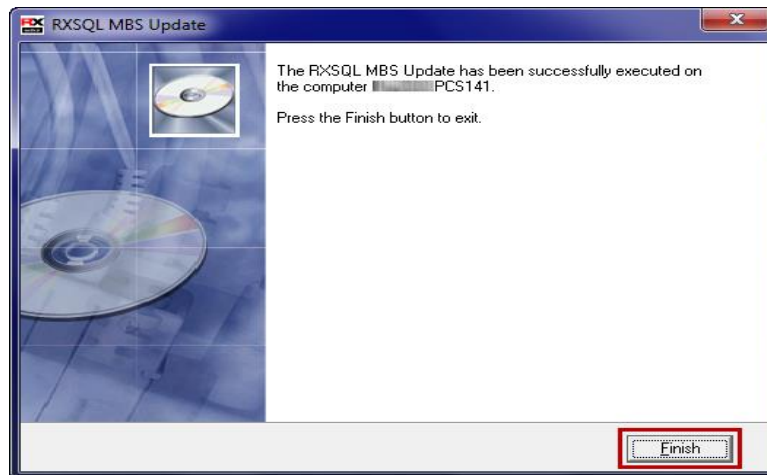 RX
RXSQL MBS Update
The RXSQL MBS Update has been successfully executed on
the computer PCS141.
Press the Finish button to exit.
Finish